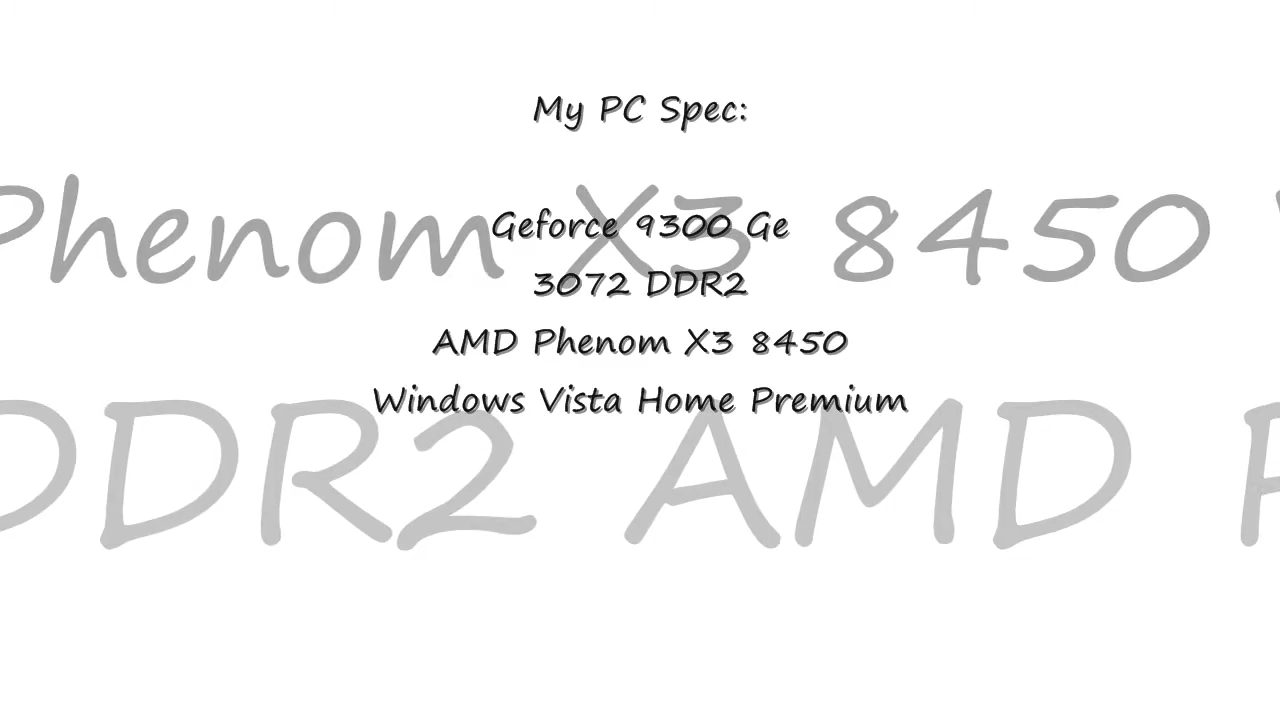 My PC Spec:
Phenom X3 8450
Geforce 9300 Ge
3072 DDR2
AMD Phenom X3 8450
Windows Vista Home Premium
DDR2 AMD